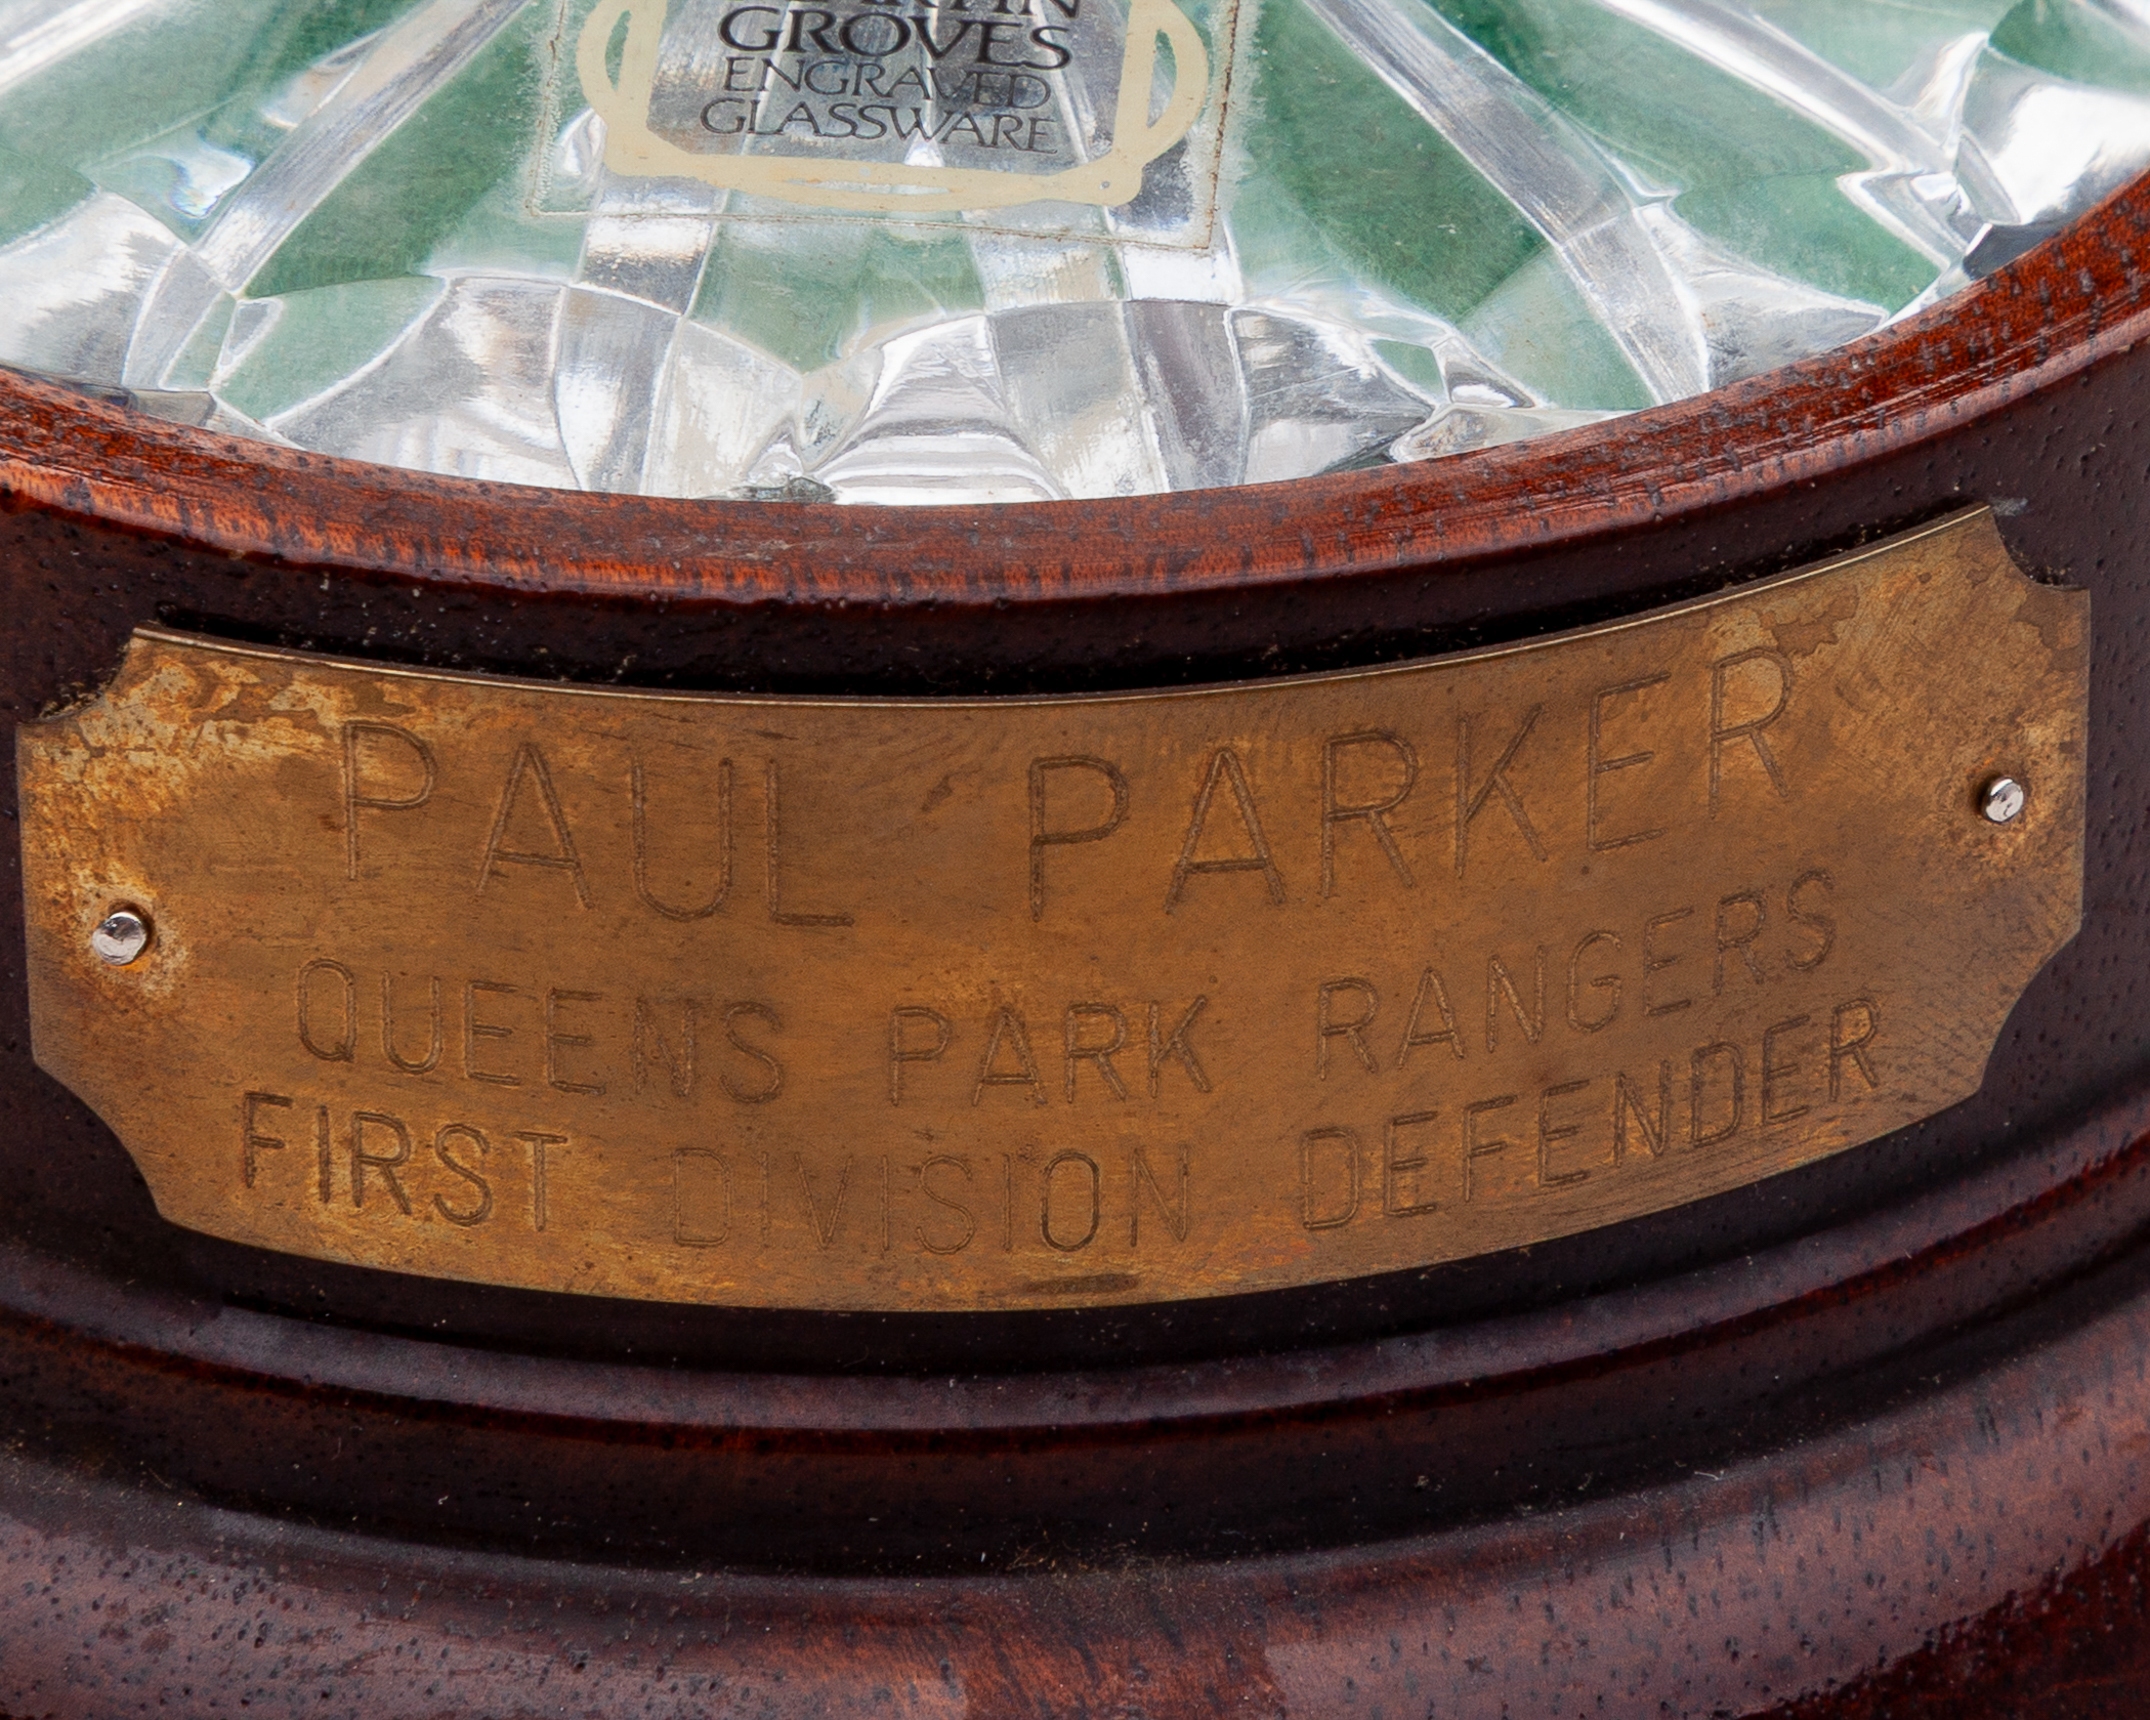 GROVES
ENGRAVED
GLASSWARE
PAUL PARKER
QUEENS PARK RANGERS
FIRST DIVISION DEFENDER